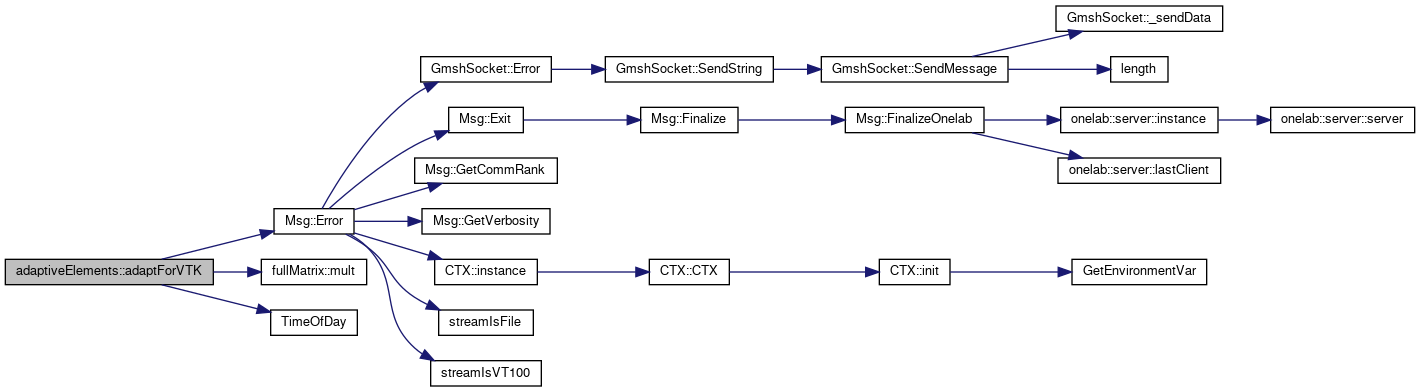 GmshSocket::_sendData
GmshSocket::Error
GmshSocket::SendString
GmshSocket::SendMessage
length
Msg::Exit
Msg::Finalize
Msg::FinalizeOnelab
onelab::server::instance
onelab::server::server
Msg::GetCommRank
onelab::server::lastClient
Msg::Error
Msg::GetVerbosity
adaptiveElements::adaptForVTK
fullMatrix::mult
CTX::instance
CTX::CTX
CTX::init
GetEnvironmentVar
TimeOfDay
streamIsFile
streamIsVT100